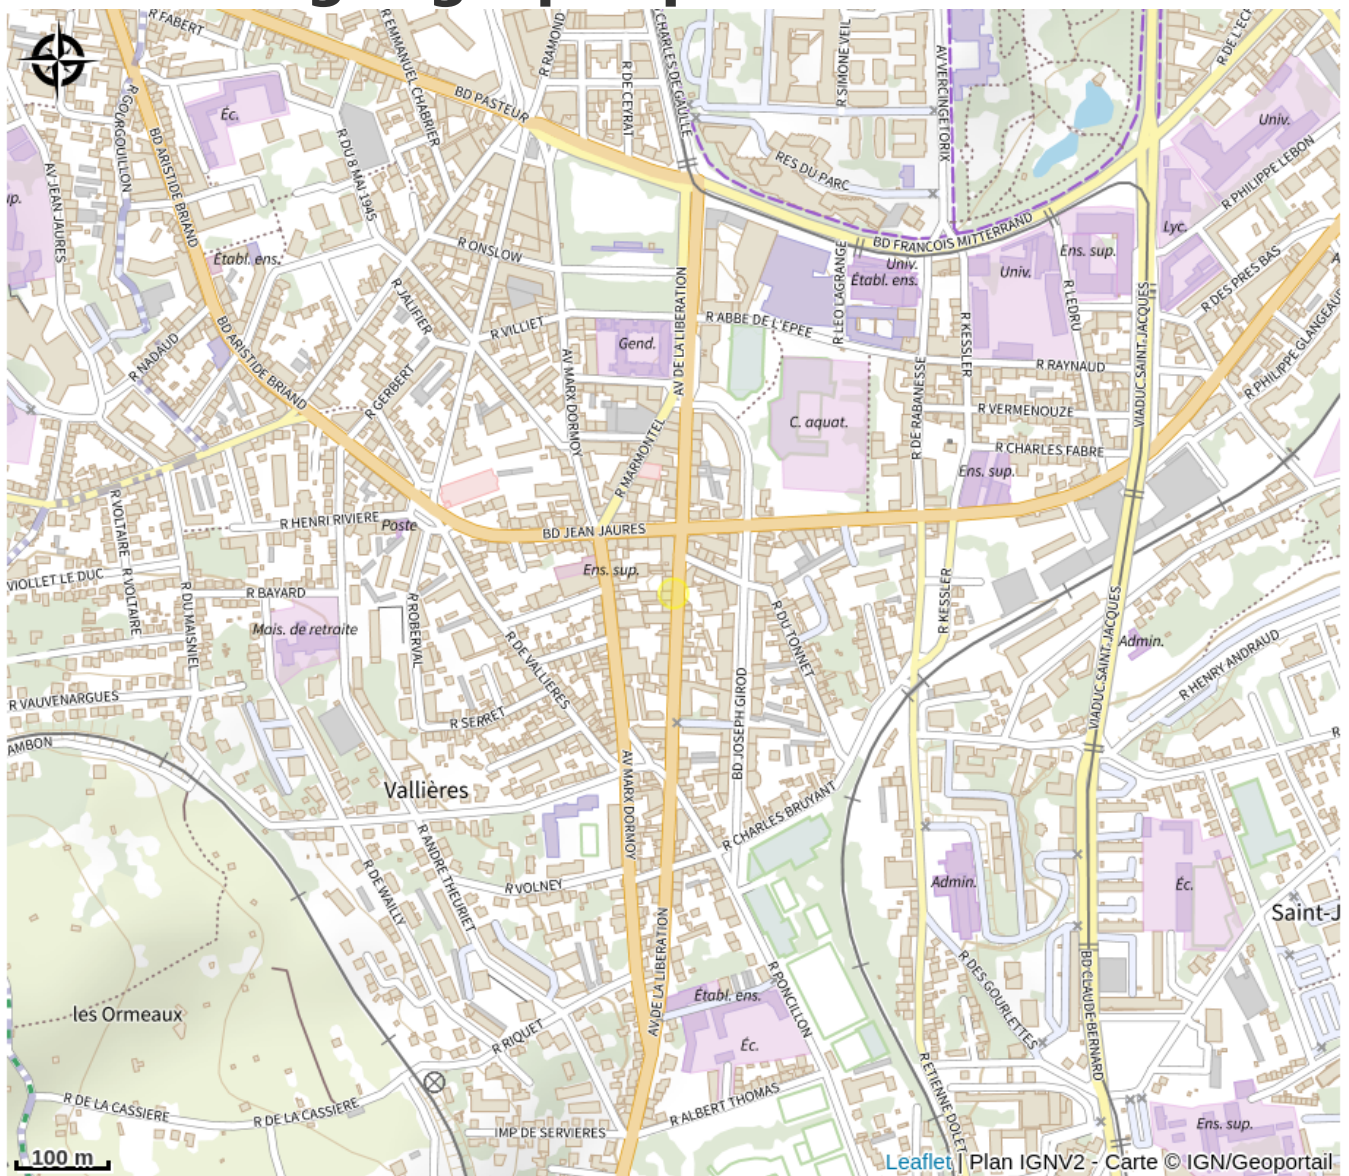 R FABERT
R EMMANUEL CHABRIER
R RAMOND
CHARLES DE GAULLE
R SIMONE VEIL
AV VERCINGETORIX
R GOURGOUILLON
Éc.
BD PASTEUR
R DE CEYRAT
Univ.
BD ARISTIDE BRIAND
R DU 8 MAI 1945
RES DU PARC
R PHILIPPE LEBON
AV JEAN JAURES
R ONSLOW
BD FRANCOIS MITTERRAND
Lyc.
Établ. ens.
Univ.
Établ. ens.
Univ.
Ens. sup.
R DES PRES BAS
R JALIFIER
AV DE LA LIBERATION
R LEO LAGRANGE
R LEDRU
R VILLIET
R ABBE DE L'EPEE
R KESSLER
VIADUC SAINT-JACQUES
R NADAUD
BD ARISTIDE BRIAND
Gend.
R RAYNAUD
R GERBERT
AV MARX DORMOY
R DE RABANESSE
R VERMENOUZE
C. aquat.
R MARMONTEL
R CHARLES FABRE
Ens. sup.
R VOLTAIRE
R HENRI RIVIERE
Poste
BD JEAN JAURES
VIOLLET LE DUC
R VOLTAIRE
R DU MAISNIEL
R BAYARD
Ens. sup.
R KESSLER
Mais. de retraite
R ROBERVAL
R DE VALLIERES
R DU TONNET
VIADUC SAINT-JACQUES
Admin.
R HENRY ANDRAUD
R VAUVENARGUES
R SERRET
BD JOSEPH GIROD
AMBON
Vallières
AV MARX DORMOY
R CHARLES BRUYANT
R DE WAILLY
R ANDRE THEURIET
R VOLNEY
Admin.
Éc.
Saint-J
AV DE LA LIBERATION
R PONCILLON
R DES GOURLETTES
BD CLAUDE BERNARD
les Ormeaux
Établ. ens.
R RIQUET
Éc.
R ETIENNE DOLET
R DE LA CASSIERE
R DE LA CASSIERE
R ALBERT THOMAS
IMP DE SERVIERES
Ens. sup.
100 m
Leaflet | Plan IGNV2 - Carte © IGN/Geoportail